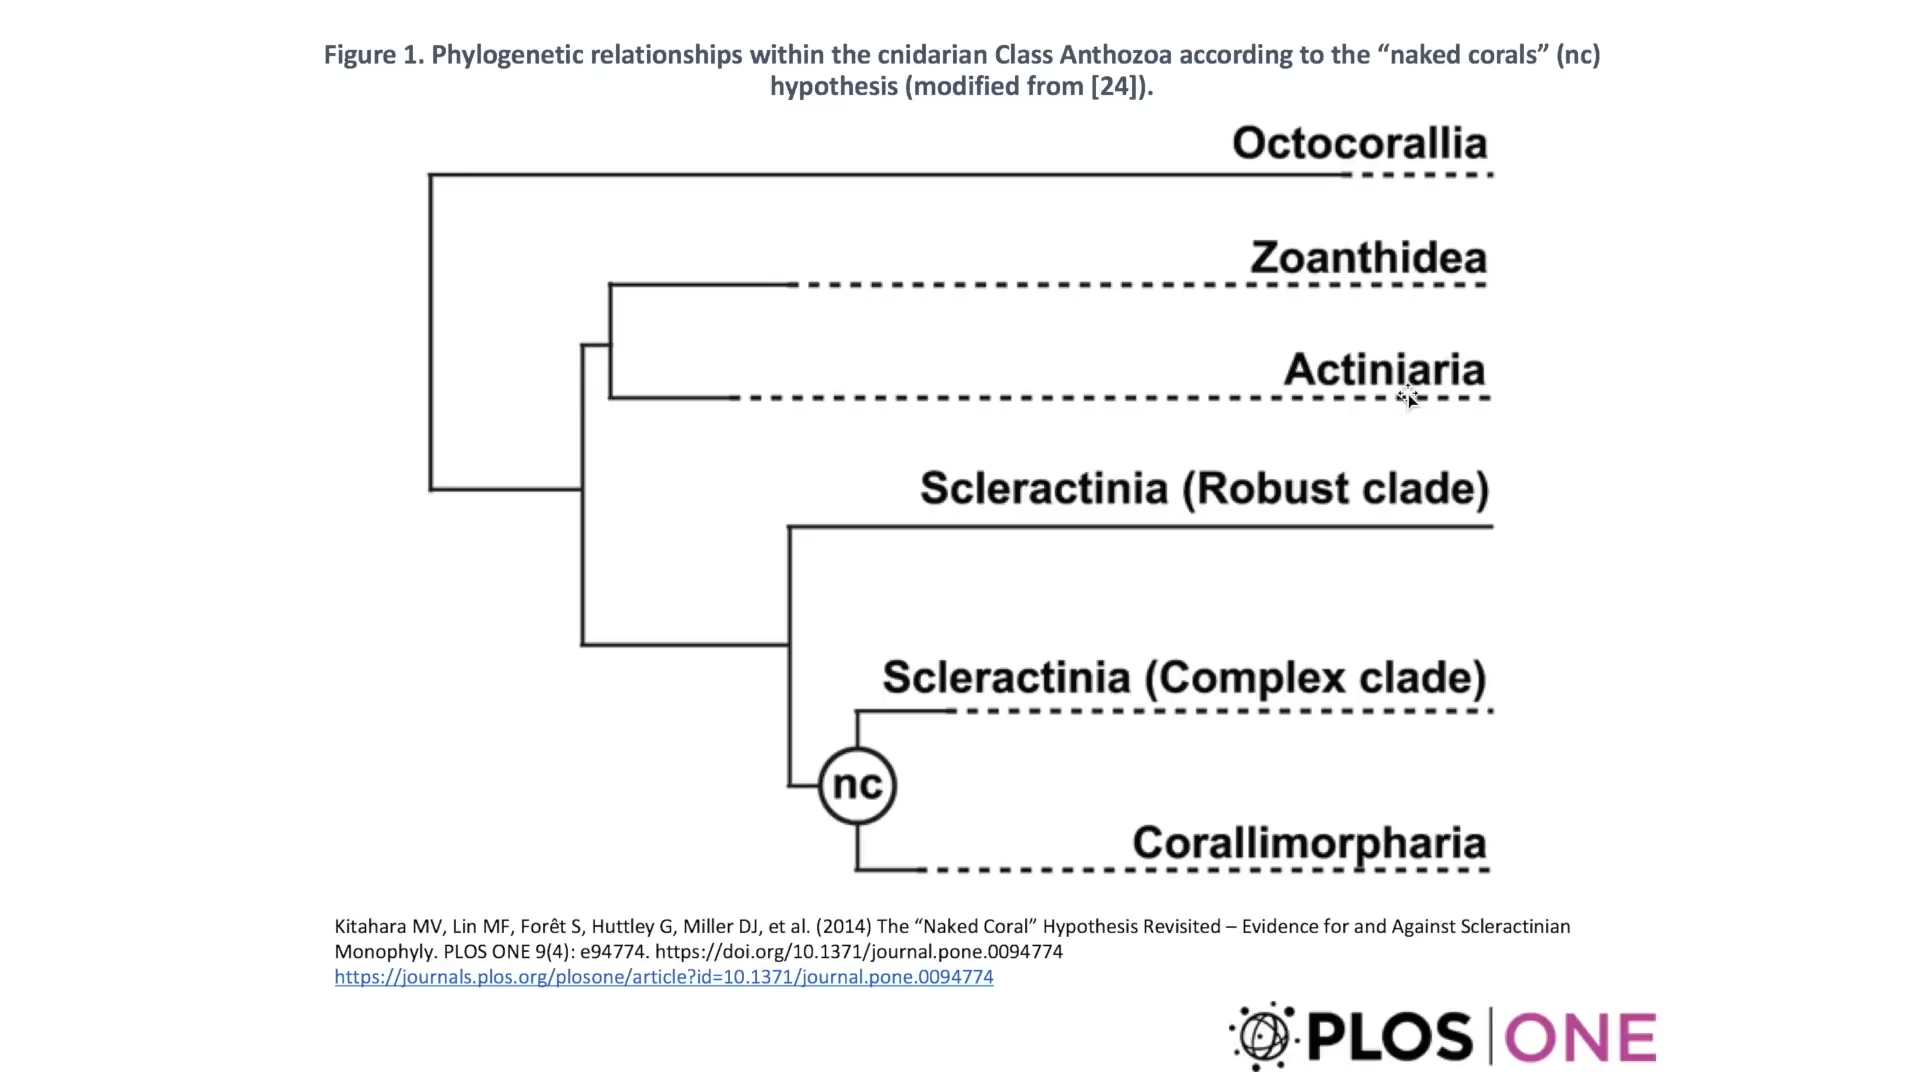 Figure 1. Phylogenetic relationships within the cnidarian Class Anthozoa according to the “naked corals” (nc)
hypothesis (modified from [24]).
Octocorallia
Zoanthidea
Actiniaria
Scleractinia (Robust clade)
Scleractinia (Complex clade)
nc
Corallimorpharia
Kitahara MV, Lin MF, Forêt S, Huttley G, Miller DJ, et al. (2014) The “Naked Coral” Hypothesis Revisited – Evidence for and Against Scleractinian
Monophyly. PLOS ONE 9(4): e94774. https://doi.org/10.1371/journal.pone.0094774
https://journals.plos.org/plosone/article?id=10.1371/journal.pone.0094774
PLOS ONE